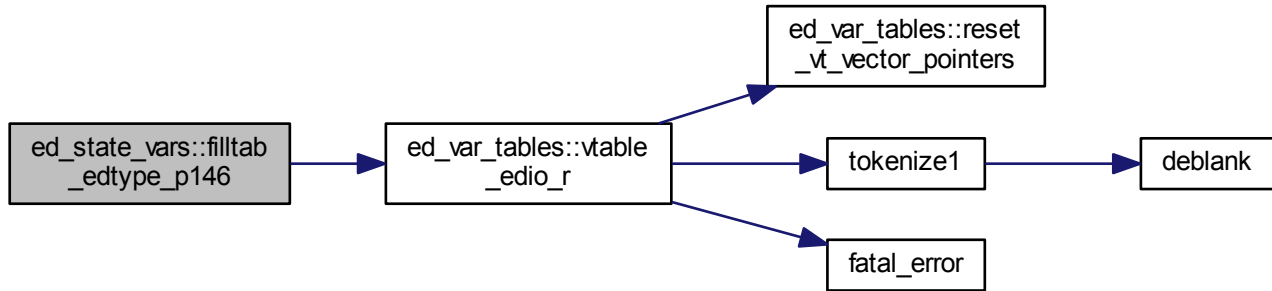 ed_state_vars::filltab
_edtype_p146
ed_var_tables::vtable
_edio_r
ed_var_tables::reset
_vt_vector_pointers
tokenize1
deblank
fatal_error